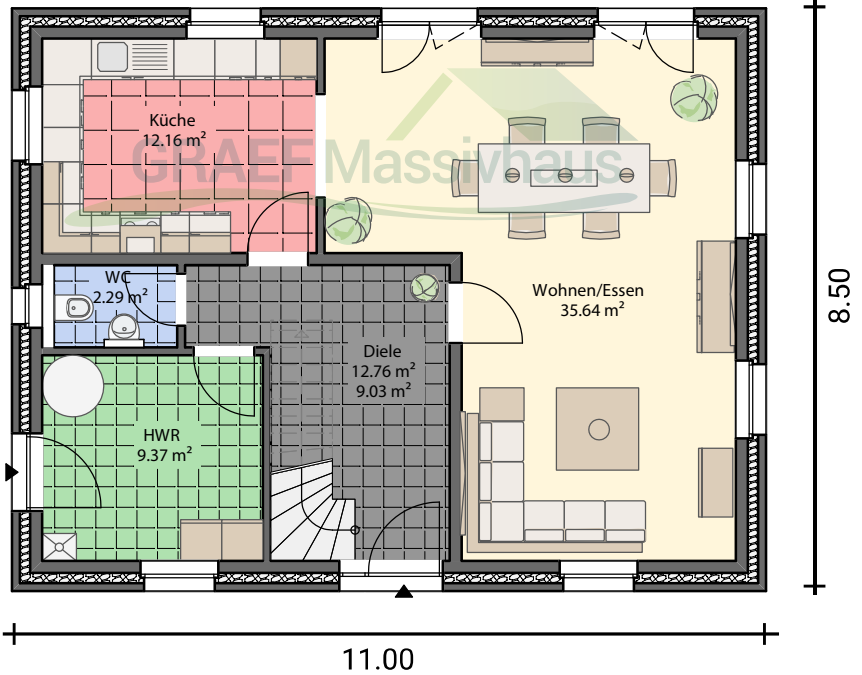 Küche
12.16 m²
GRAEF Massivhaus
WC
2.29 m²
Wohnen/Essen
35.64 m²
Diele
12.76 m²
9.03 m²
HWR
9.37 m²
8.50
11.00